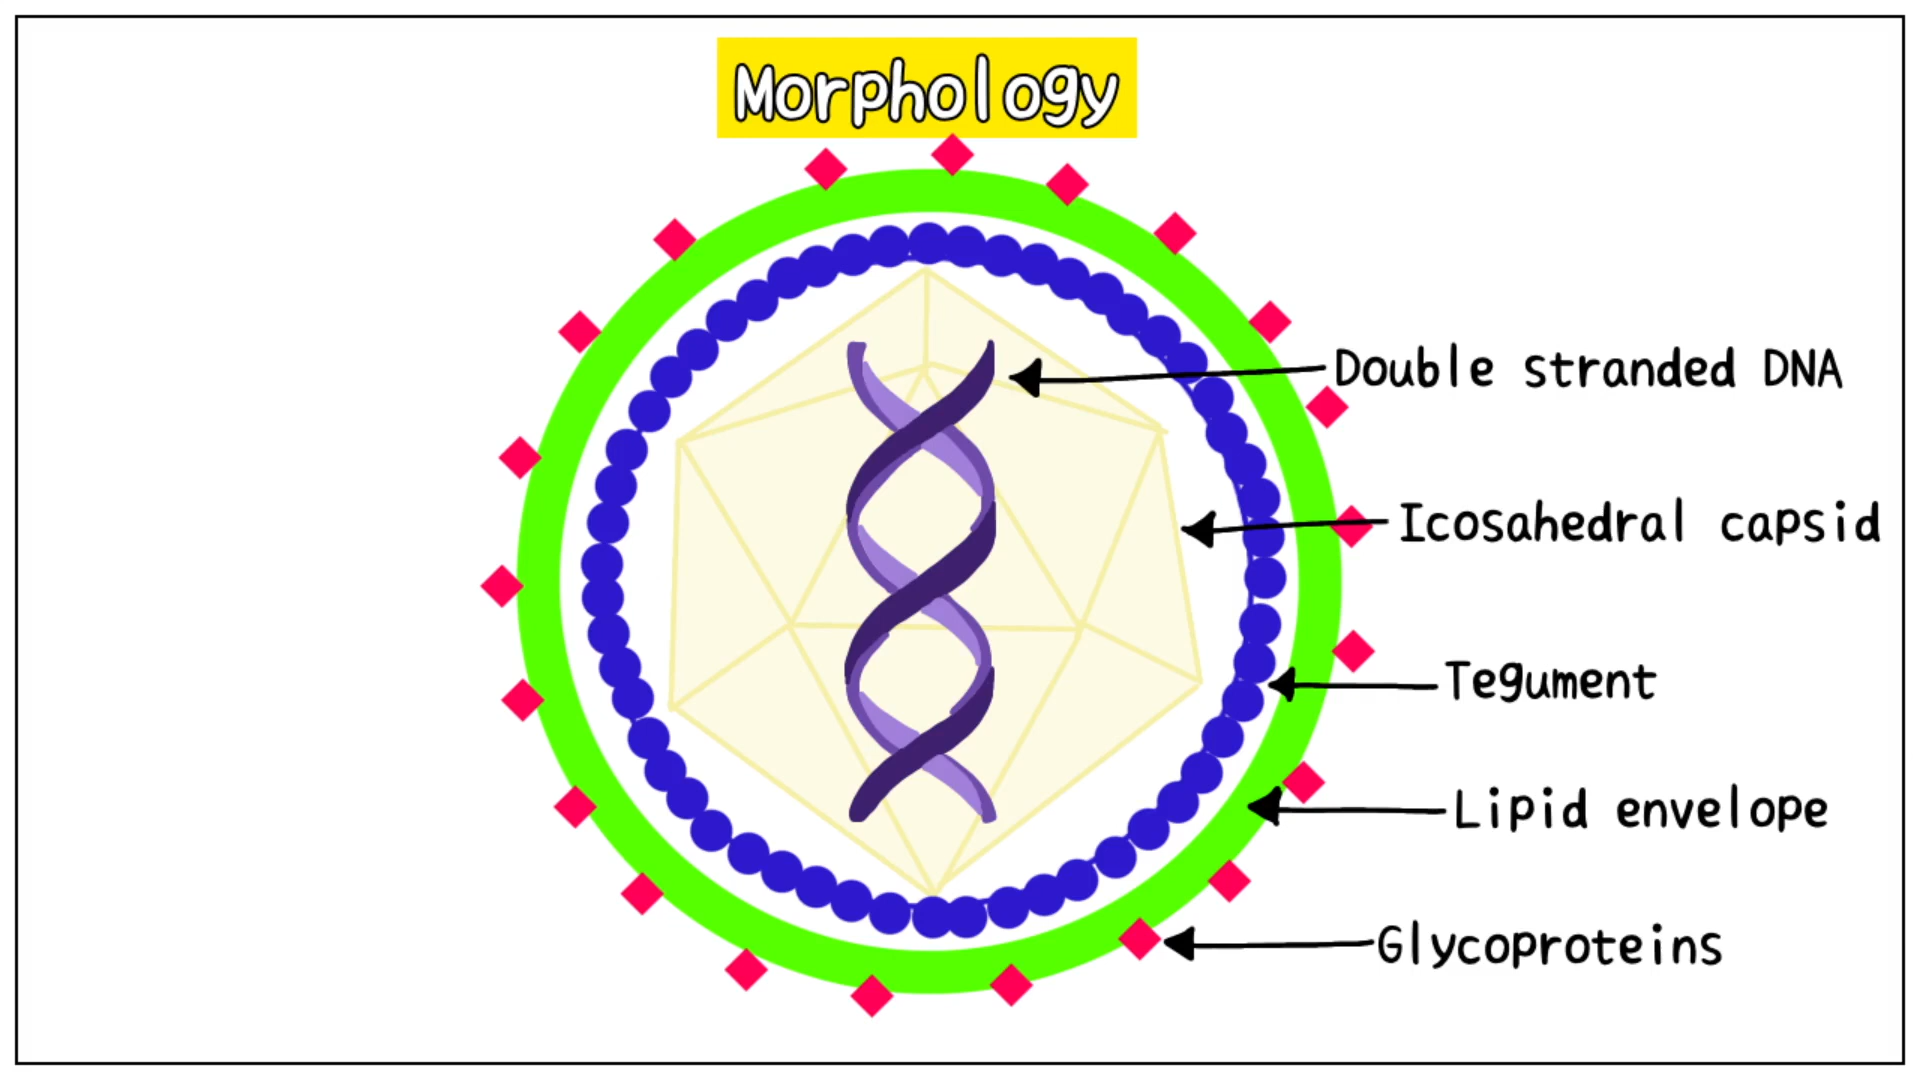 Morphology
Double stranded DNA
Icosahedral capsid
Tegument
Lipid envelope
Glycoproteins